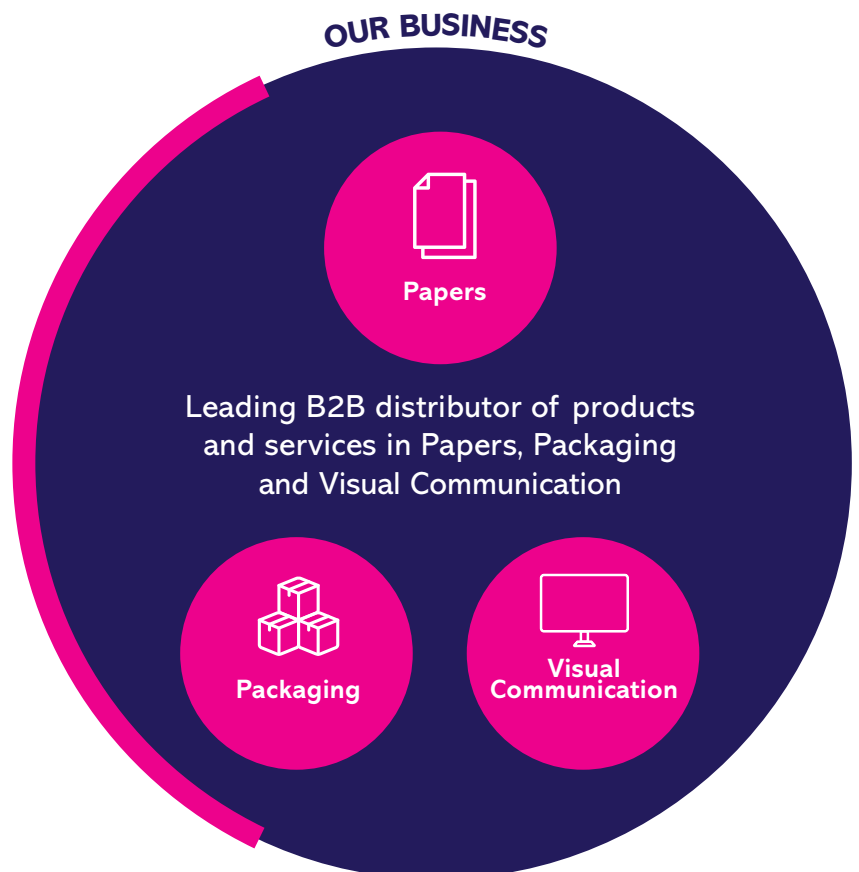 OUR BUSINESS
Papers
Leading B2B distributor of products
and services in Papers, Packaging
and Visual Communication
Packaging
Visual
Communication